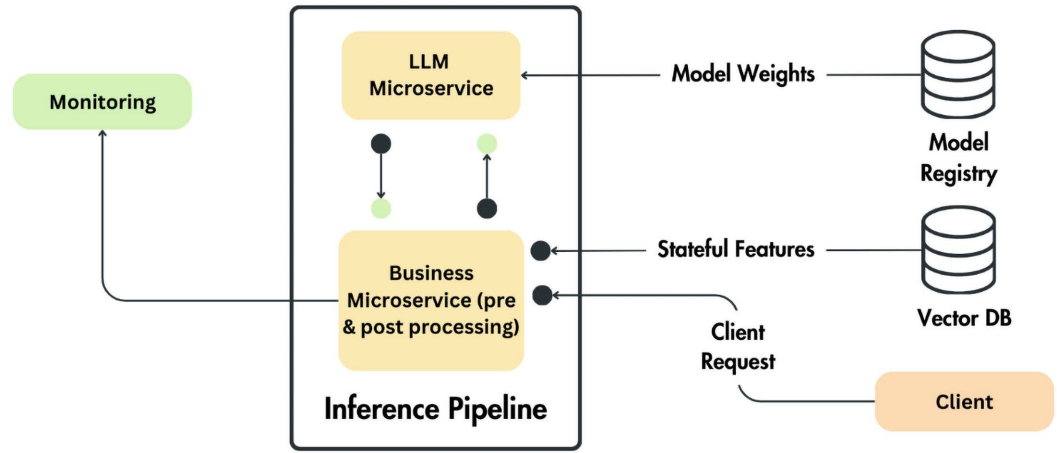 LLM
Microservice
Model Weights
Model
Registry
Monitoring
Business
Microservice (pre
& post processing)
Stateful Features
Vector DB
Client
Request
Client
Inference Pipeline